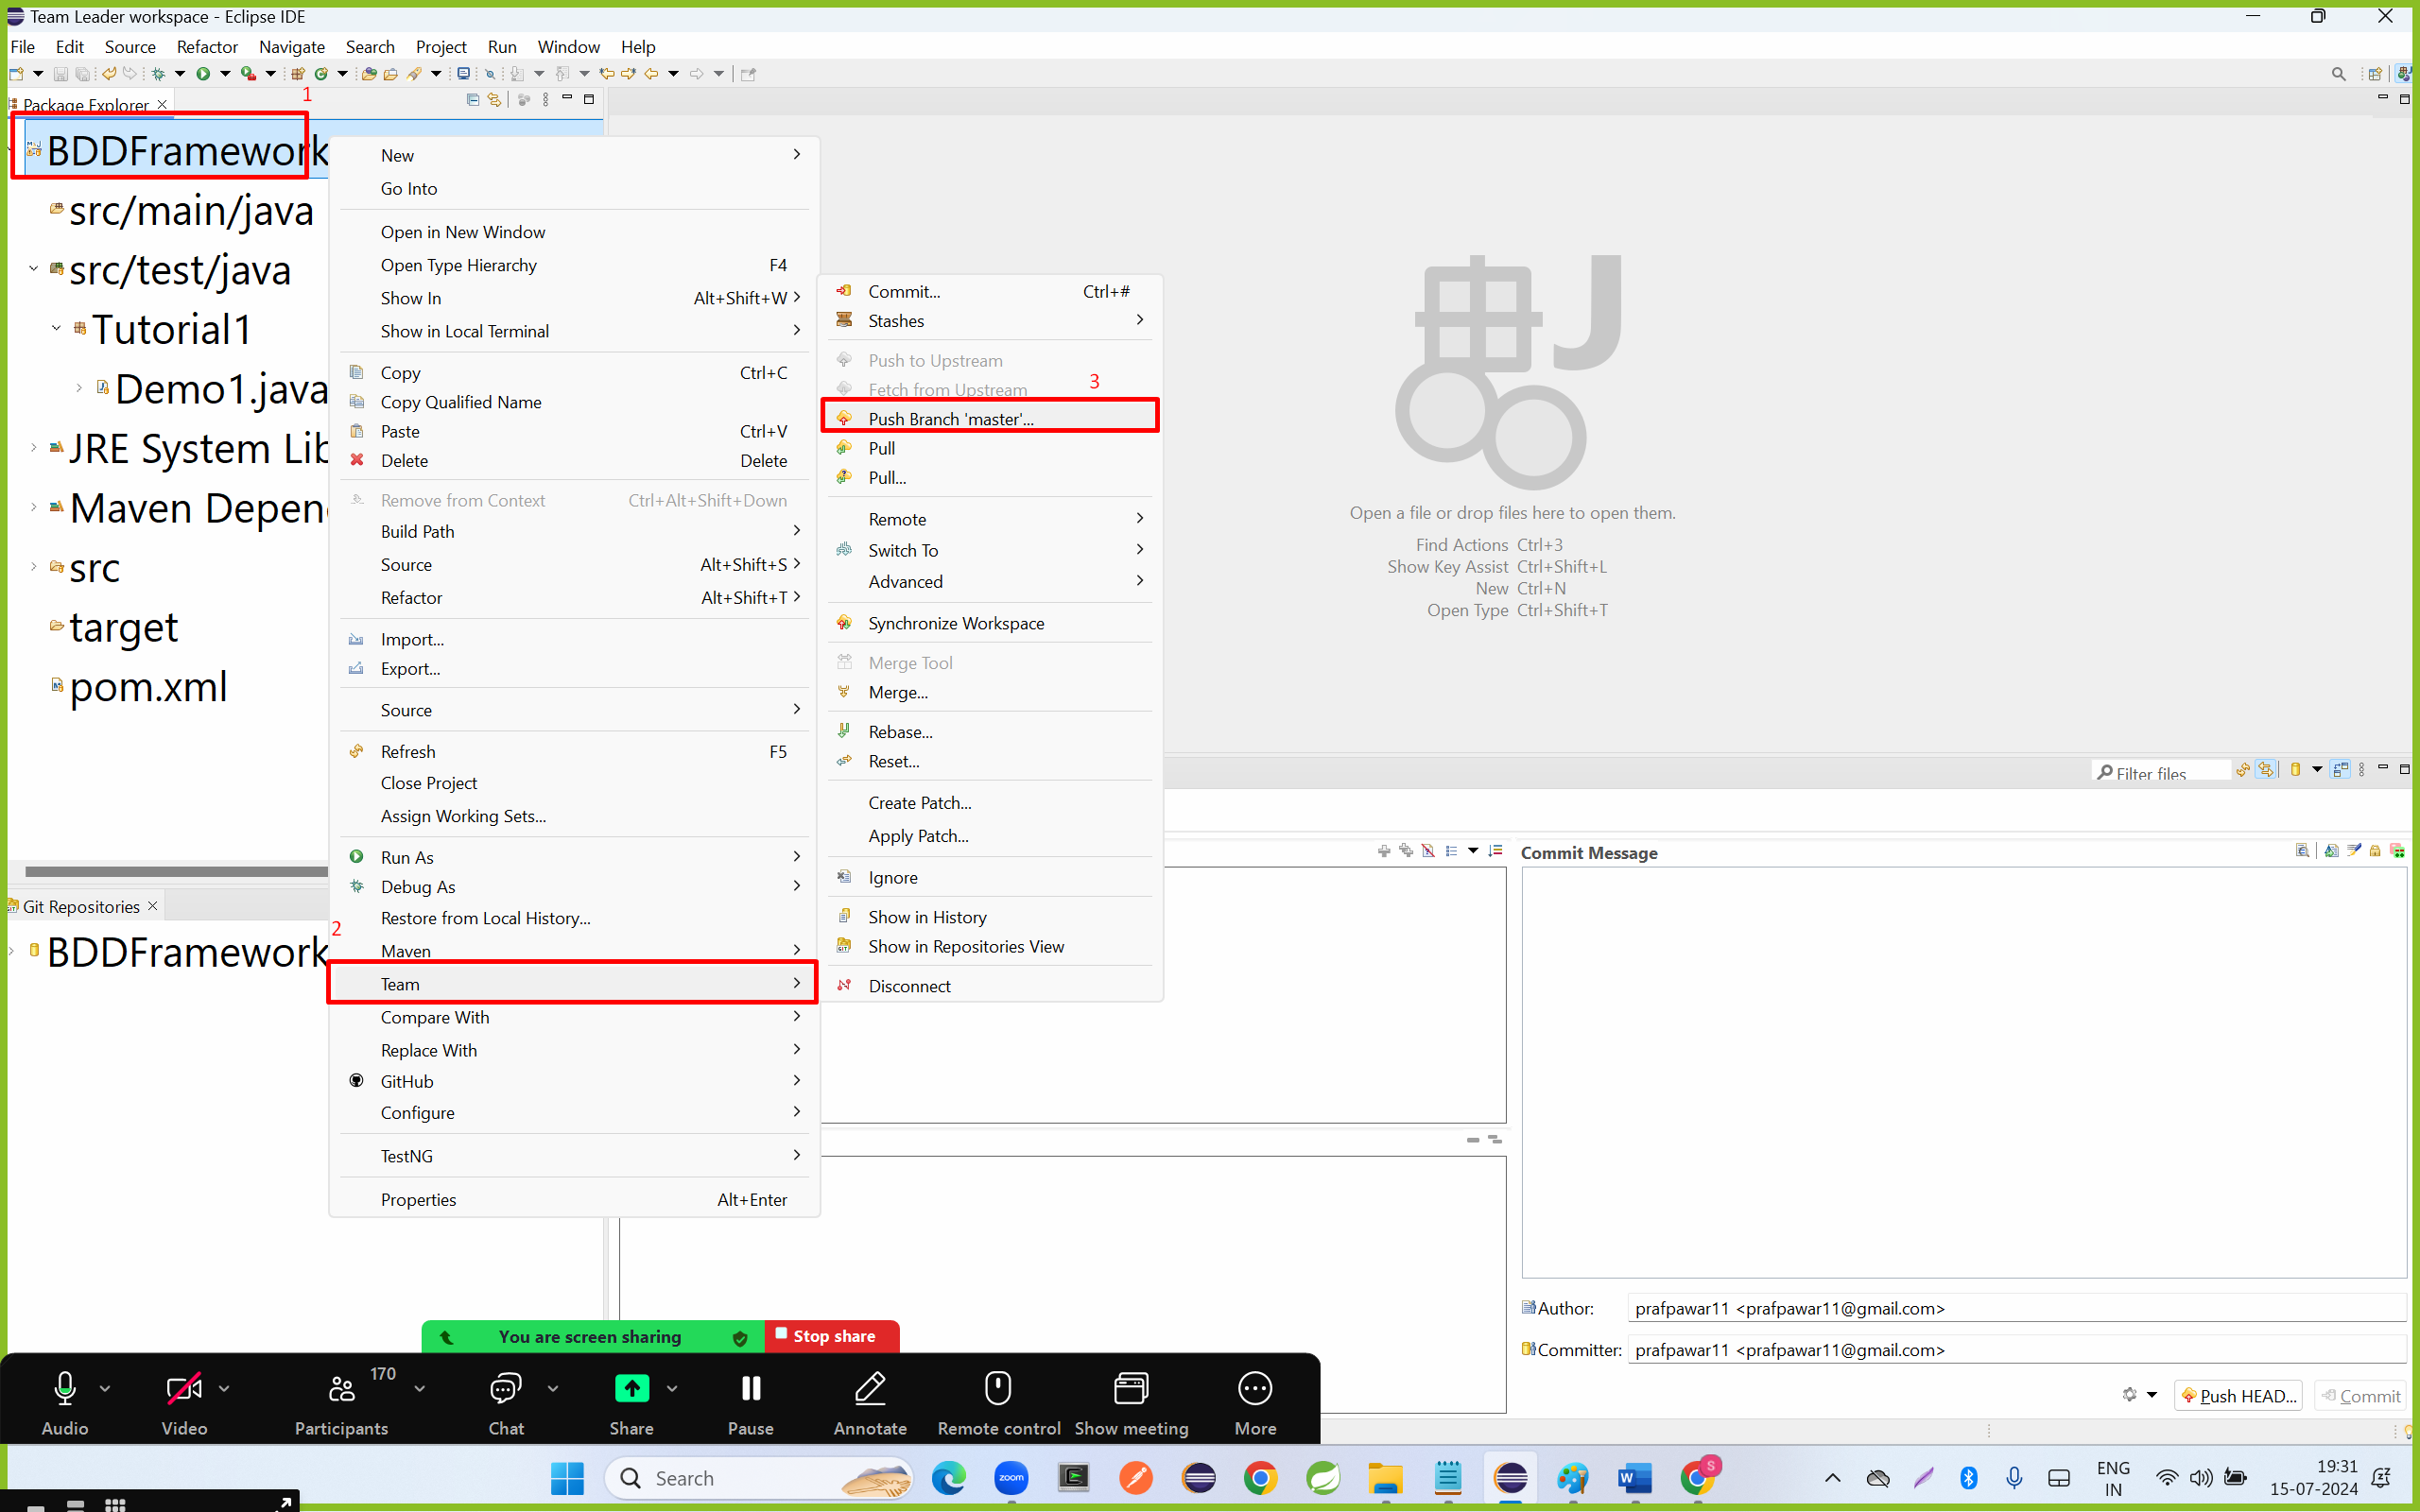 Team Leader workspace - Eclipse IDE
File Edit Source Refactor Navigate Search Project Run Window Help
Package Explorer
1
BDDFramework
src/main/java
src/test/java
Tutorial1
Demo1.java
JRE System Lib
Maven Depen
src
target
pom.xml
Git Repositories
BDDFramework
New
Go Into
Open in New Window
Open Type Hierarchy F4
Show In Alt+Shift+W
Show in Local Terminal
Copy Ctrl+C
Copy Qualified Name
Paste Ctrl+V
Delete Delete
Remove from Context Ctrl+Alt+Shift+Down
Build Path
Source Alt+Shift+S
Refactor Alt+Shift+T
Import...
Export...
Source
Refresh F5
Close Project
Assign Working Sets...
Run As
Debug As
Restore from Local History...
2
Maven
Team
Compare With
Replace With
GitHub
Configure
TestNG
Properties Alt+Enter
Commit... Ctrl+#
Stashes
Push to Upstream
Fetch from Upstream
3
Push Branch 'master'...
Pull
Pull...
Remote
Switch To
Advanced
Synchronize Workspace
Merge Tool
Merge...
Rebase...
Reset...
Create Patch...
Apply Patch...
Ignore
Show in History
Show in Repositories View
Disconnect
Open a file or drop files here to open them.
Find Actions Ctrl+3
Show Key Assist Ctrl+Shift+L
New Ctrl+N
Open Type Ctrl+Shift+T
Filter files
Commit Message
Author: prafpawar11 <prafpawar11@gmail.com>
Committer: prafpawar11 <prafpawar11@gmail.com>
Push HEAD... Commit
You are screen sharing Stop share
170
Audio Video Participants Chat Share Pause Annotate Remote control Show meeting More
Search
zoom
S
ENG
IN
19:31
15-07-2024